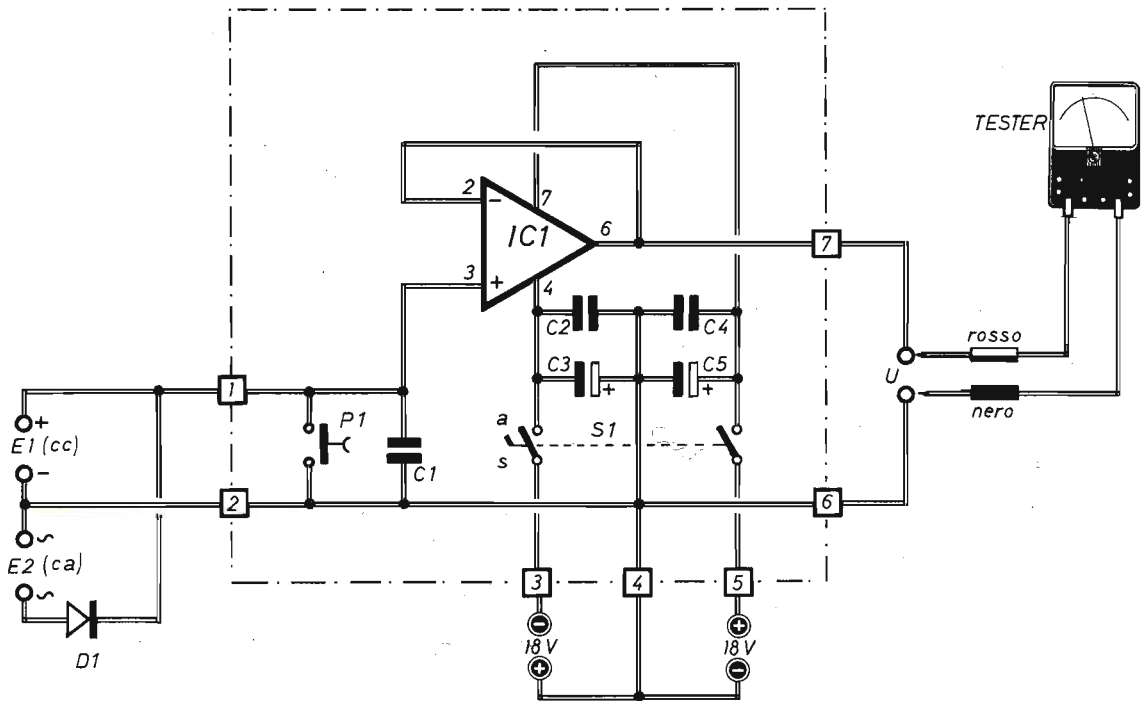 TESTER
2
−
7
IC1
6
7
3
+
4
C2
C4
rosso
C3
+
C5
+
U
1
P1
a
S1
nero
+
E1 (cc)
−
C1
s
2
6
~
E2 (ca)
~
3
4
5
D1
−
18 V
+
+
18 V
−